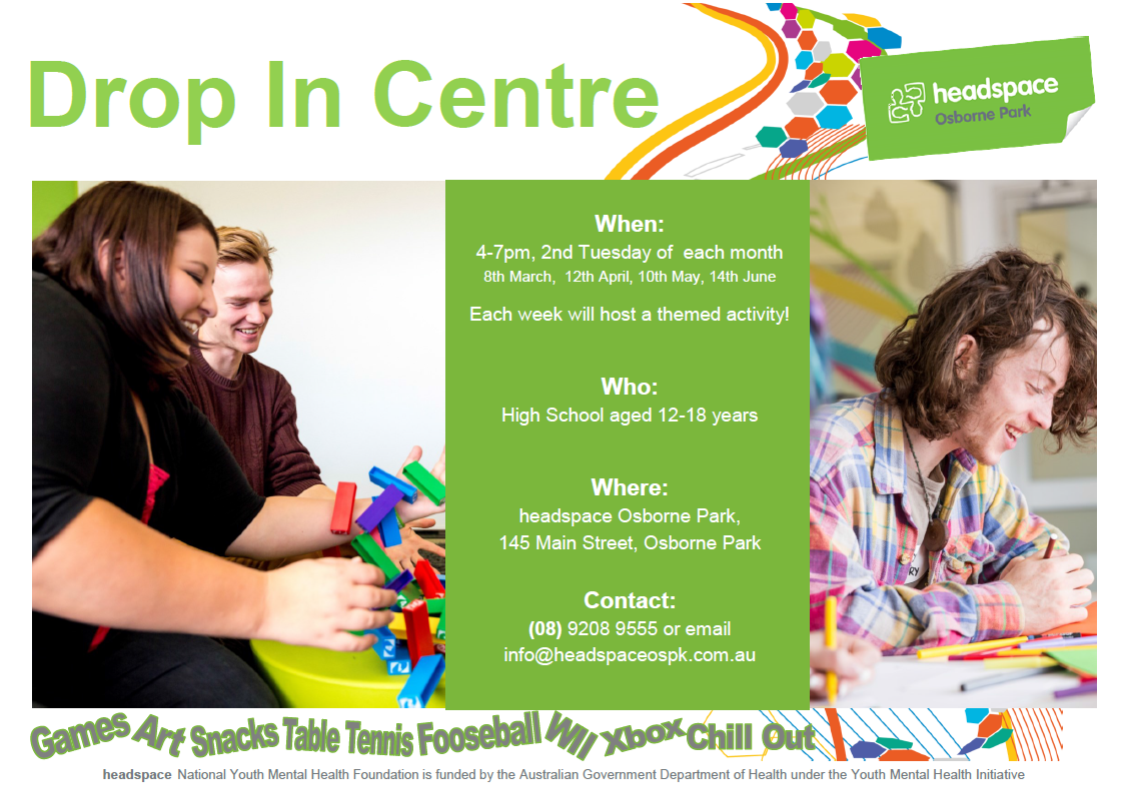 Drop In Centre
headspace
Osborne Park
When:
4-7pm, 2nd Tuesday of each month
8th March, 12th April, 10th May, 14th June
Each week will host a themed activity!
Who:
High School aged 12-18 years
Where:
headspace Osborne Park,
145 Main Street, Osborne Park
Contact:
(08) 9208 9555 or email
info@headspaceospk.com.au
Games Art Snacks Table Tennis Fooseball WII Xbox Chill Out
headspace National Youth Mental Health Foundation is funded by the Australian Government Department of Health under the Youth Mental Health Initiative